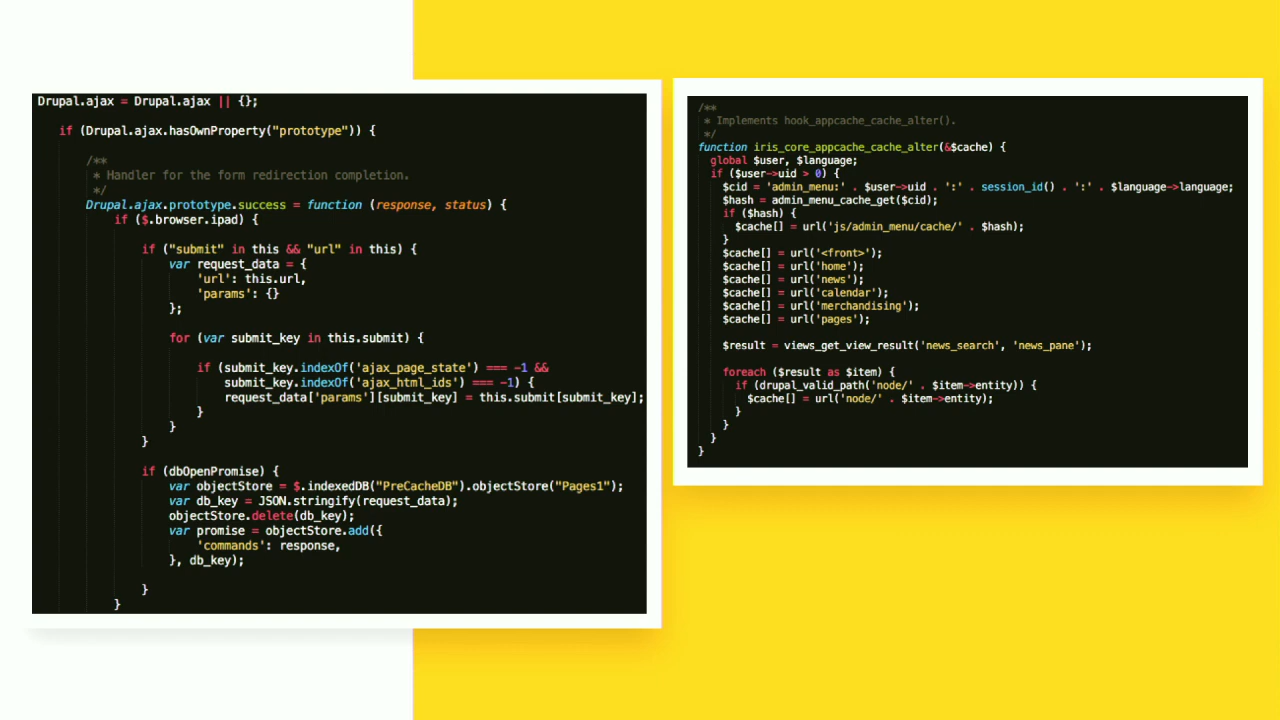 Drupal.ajax = Drupal.ajax || {};
if (Drupal.ajax.hasOwnProperty("prototype")) {
/**
* Handler for the form redirection completion.
*/
Drupal.ajax.prototype.success = function (response, status) {
if ($.browser.ipad) {
if ("submit" in this && "url" in this) {
var request_data = {
'url': this.url,
'params': {}
};
for (var submit_key in this.submit) {
if (submit_key.indexOf('ajax_page_state') === -1 &&
submit_key.indexOf('ajax_html_ids') === -1) {
request_data['params'][submit_key] = this.submit[submit_key];
}
}
}
if (dbOpenPromise) {
var objectStore = $.indexedDB("PreCacheDB").objectStore("Pages1");
var db_key = JSON.stringify(request_data);
objectStore.delete(db_key);
var promise = objectStore.add({
'commands': response,
}, db_key);
}
}
/**
* Implements hook_appcache_cache_alter().
*/
function iris_core_appcache_cache_alter(&$cache) {
global $user, $language;
if ($user->uid > 0) {
$cid = 'admin_menu:' . $user->uid . ':' . session_id() . ':' . $language->language;
$hash = admin_menu_cache_get($cid);
if ($hash) {
$cache[] = url('js/admin_menu/cache/' . $hash);
}
$cache[] = url('<front>');
$cache[] = url('home');
$cache[] = url('news');
$cache[] = url('calendar');
$cache[] = url('merchandising');
$cache[] = url('pages');
$result = views_get_view_result('news_search', 'news_pane');
foreach ($result as $item) {
if (drupal_valid_path('node/' . $item->entity)) {
$cache[] = url('node/' . $item->entity);
}
}
}
}